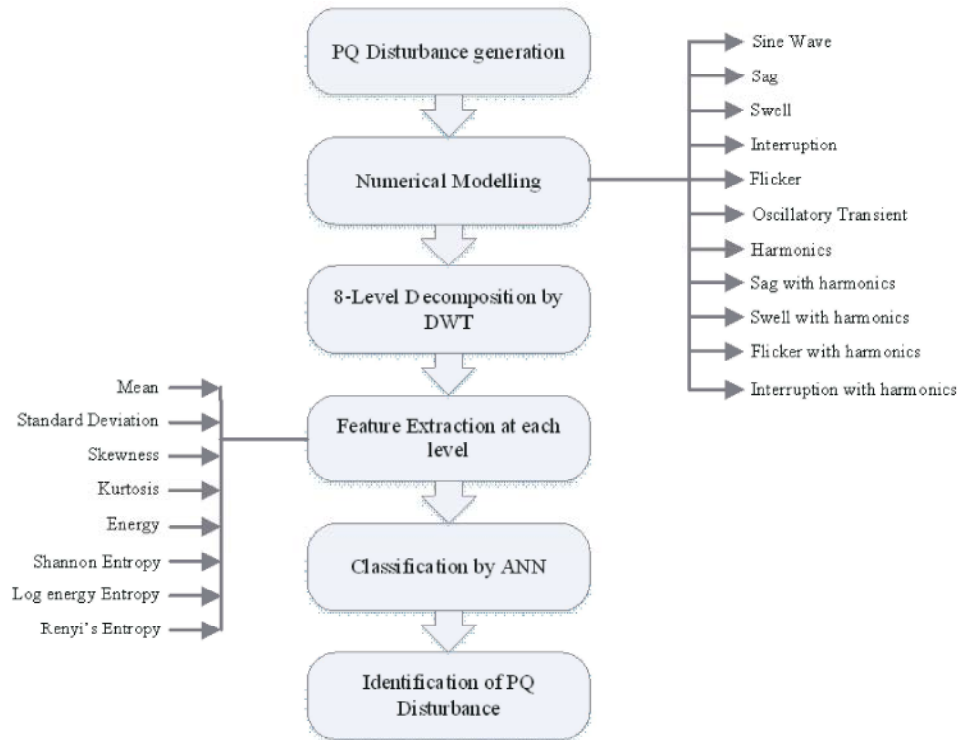 PQ Disturbance generation
Numerical Modelling
8-Level Decomposition by
DWT
Feature Extraction at each
level
Classification by ANN
Identification of PQ
Disturbance
Sine Wave
Sag
Swell
Interruption
Flicker
Oscillatory Transient
Harmonics
Sag with harmonics
Swell with harmonics
Flicker with harmonics
Interruption with harmonics
Mean
Standard Deviation
Skewness
Kurtosis
Energy
Shannon Entropy
Log energy Entropy
Renyi's Entropy